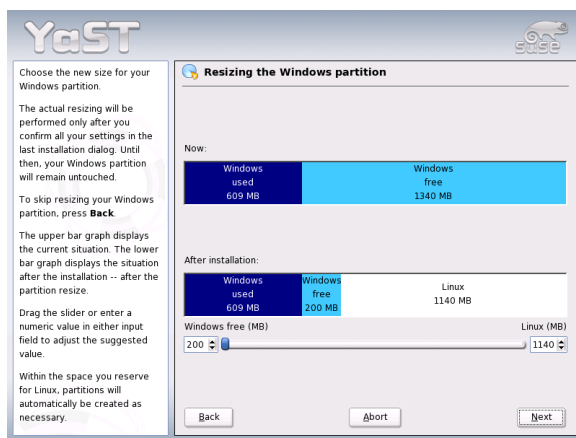 YaST
SuSE
Choose the new size for your
Windows partition.
The actual resizing will be
performed only after you
confirm all your settings in the
last installation dialog. Until
then, your Windows partition
will remain untouched.
To skip resizing your Windows
partition, press Back.
The upper bar graph displays
the current situation. The lower
bar graph displays the situation
after the installation -- after the
partition resize.
Drag the slider or enter a
numeric value in either input
field to adjust the suggested
value.
Within the space you reserve
for Linux, partitions will
automatically be created as
necessary.
Resizing the Windows partition
Now:
Windows
used
609 MB
Windows
free
1340 MB
After installation:
Windows
used
609 MB
Windows
free
200 MB
Linux
1140 MB
Windows free (MB)
Linux (MB)
200
1140
Back
Abort
Next